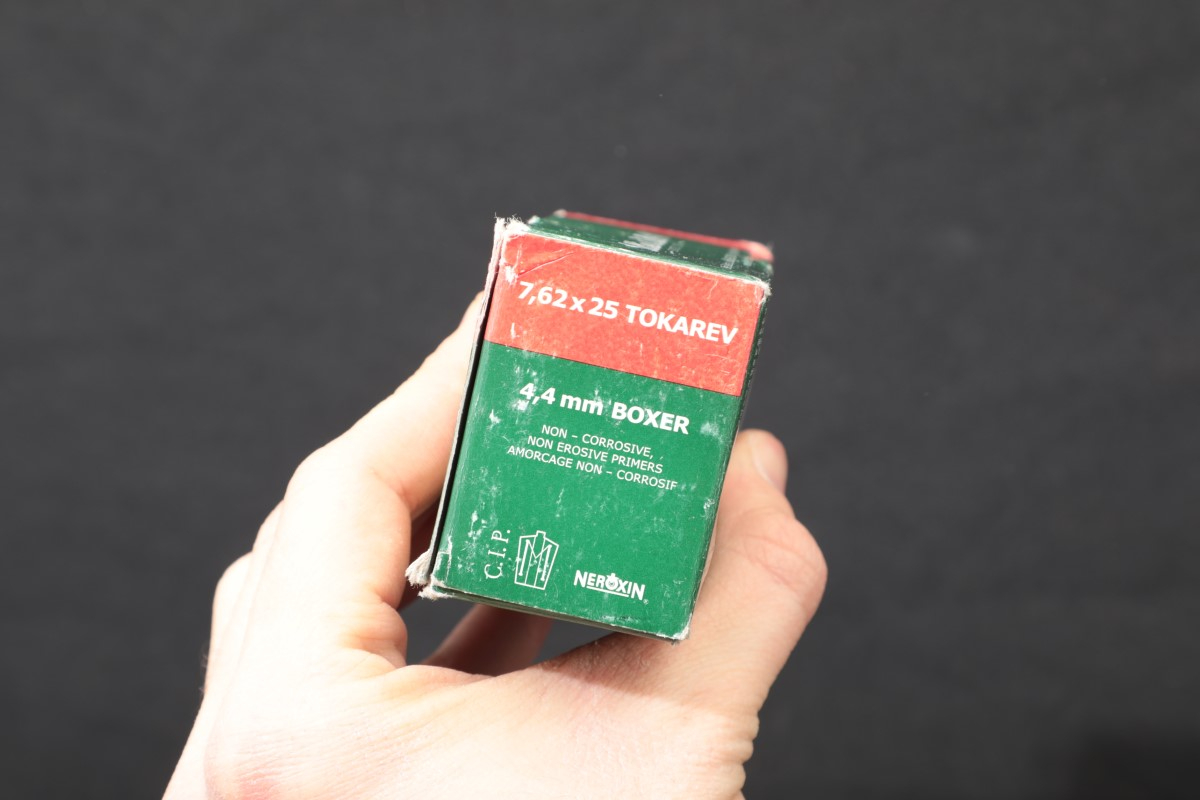 7,62 x 25 TOKAREV
4,4 mm BOXER
NON – CORROSIVE,
NON EROSIVE PRIMERS
AMORCAGE NON – CORROSIF
C.I.P.
NEROXIN